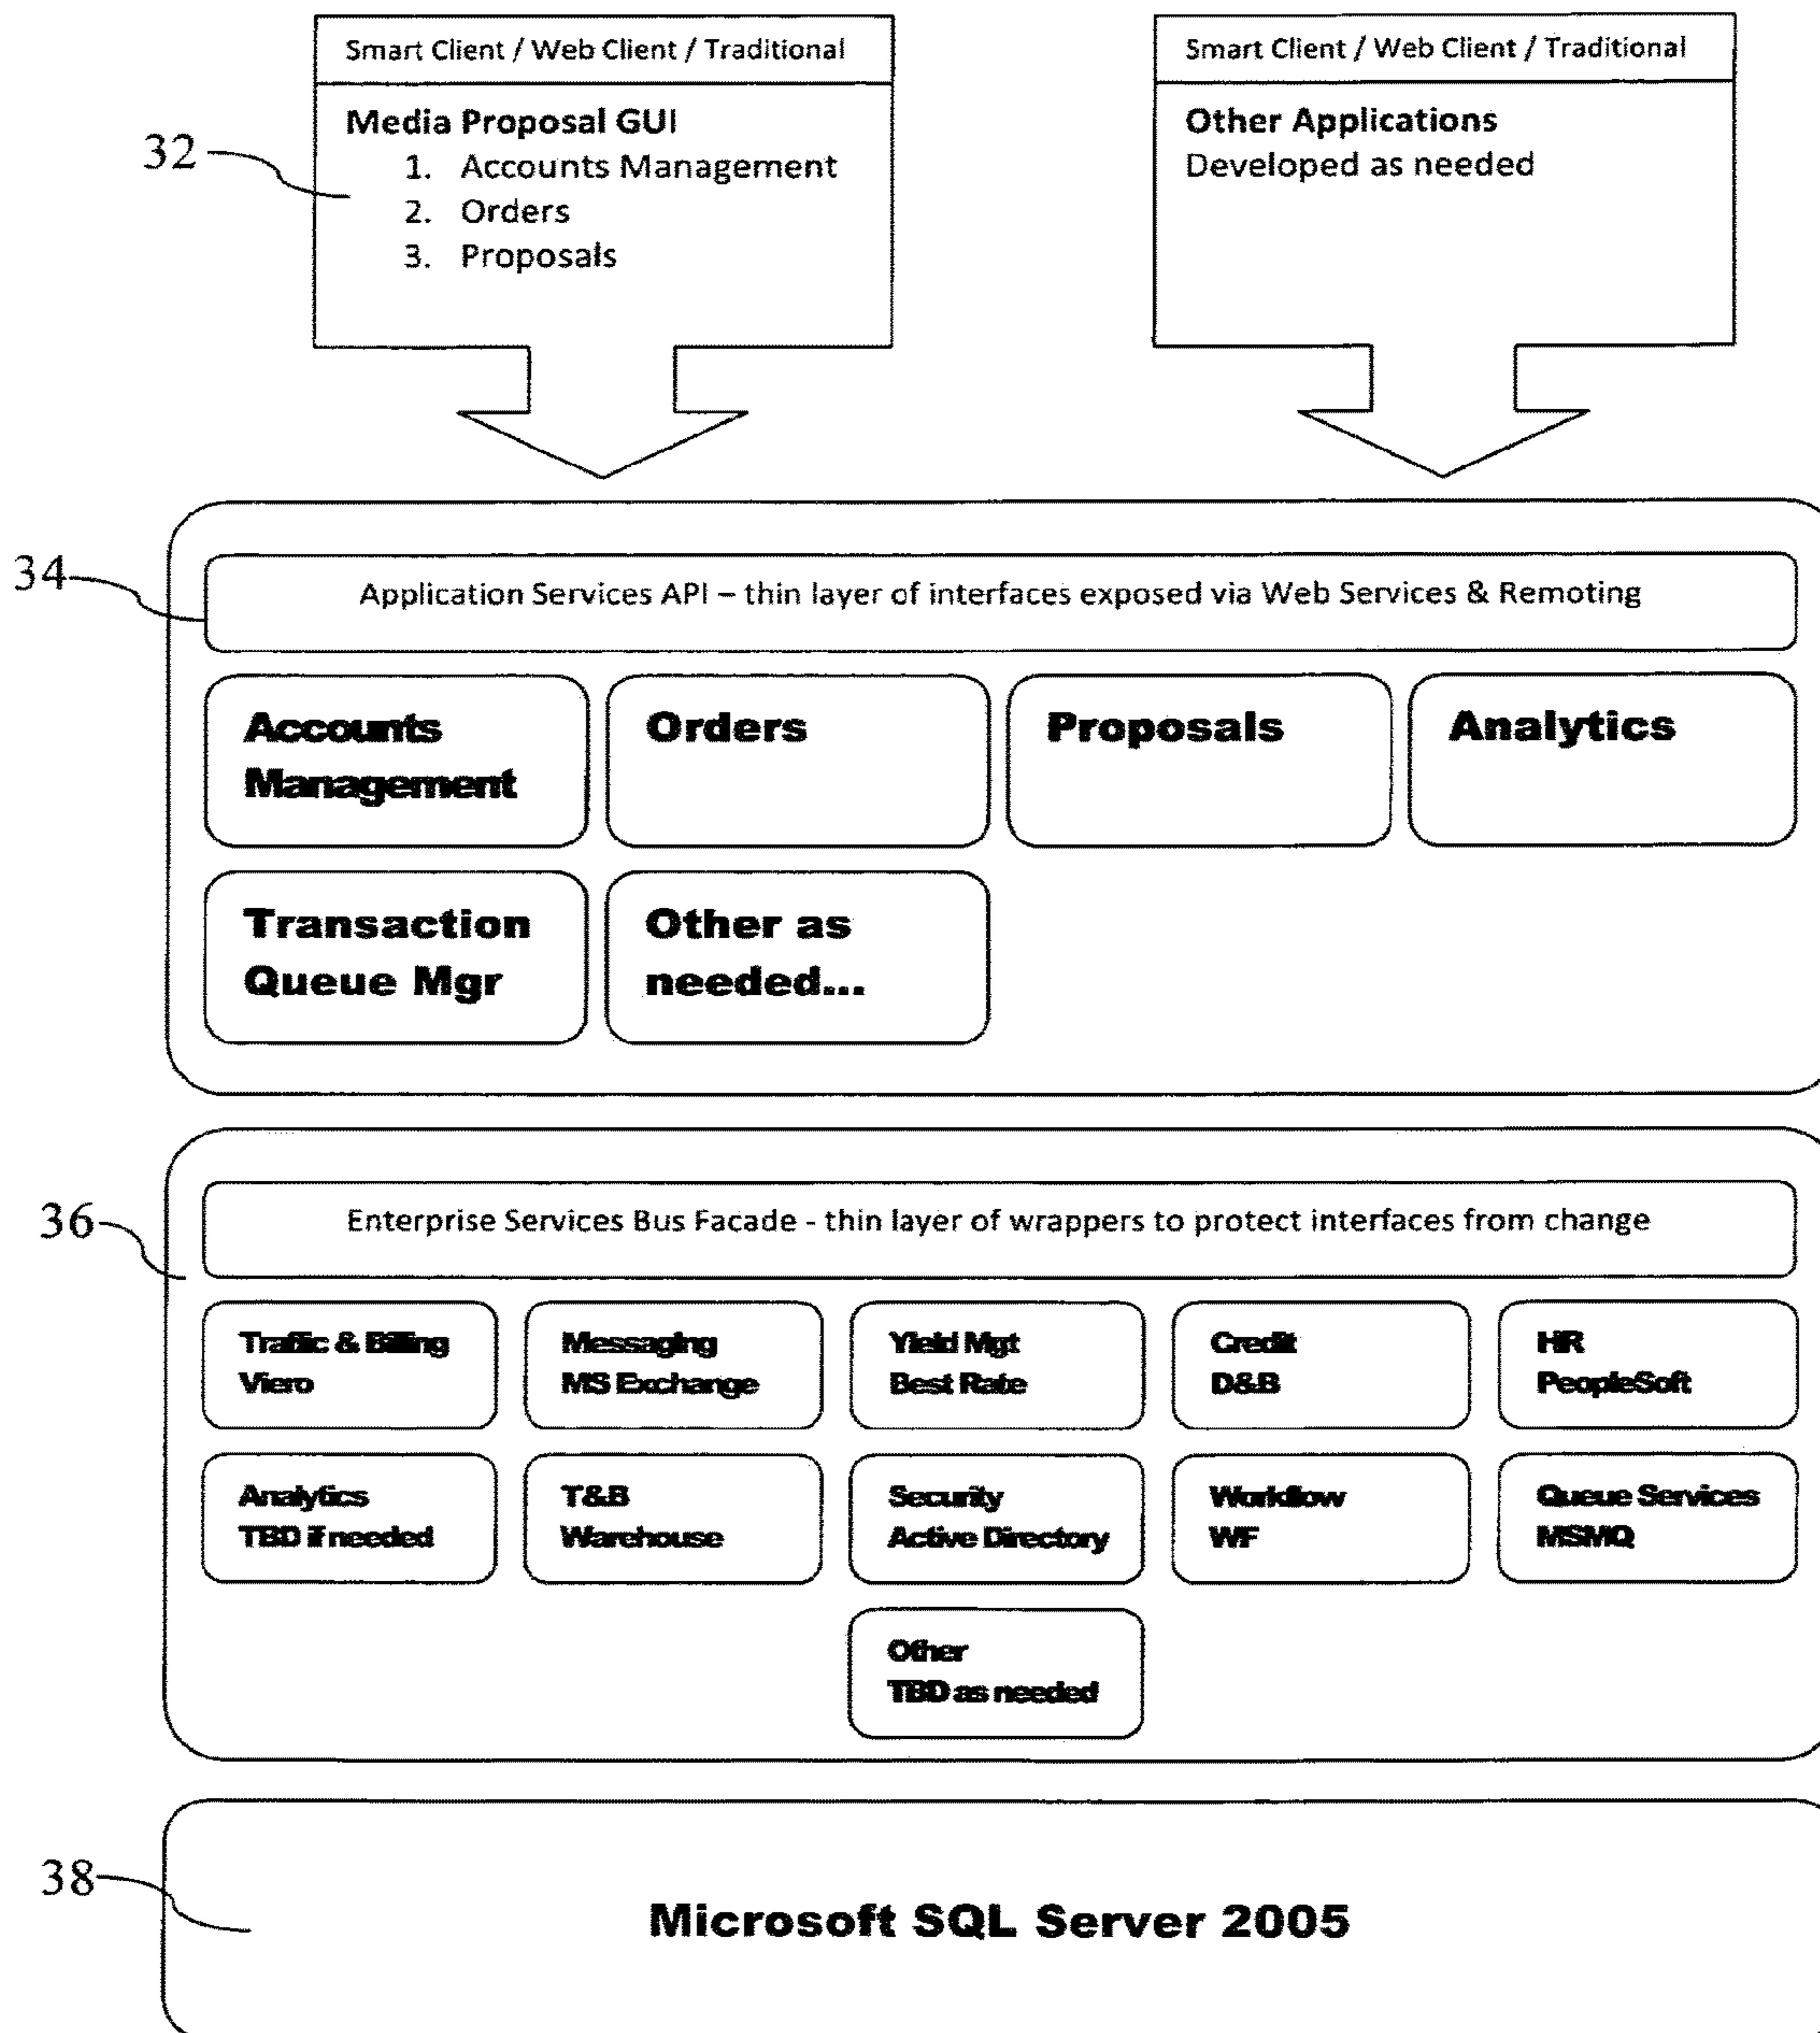 Smart Client / Web Client / Traditional
Media Proposal GUI
1. Accounts Management
2. Orders
3. Proposals
32
Smart Client / Web Client / Traditional
Other Applications
Developed as needed
34
Application Services API – thin layer of interfaces exposed via Web Services & Remoting
Accounts
Management
Orders
Proposals
Analytics
Transaction
Queue Mgr
Other as
needed...
36
Enterprise Services Bus Facade - thin layer of wrappers to protect interfaces from change
Traffic & Billing
Viero
Messaging
MS Exchange
Yield Mgt
Best Rate
Credit
D&B
HR
PeopleSoft
Analytics
TBD if needed
T&B
Warehouse
Security
Active Directory
Workflow
WF
Queue Services
MSMQ
Other
TBD as needed
38
Microsoft SQL Server 2005